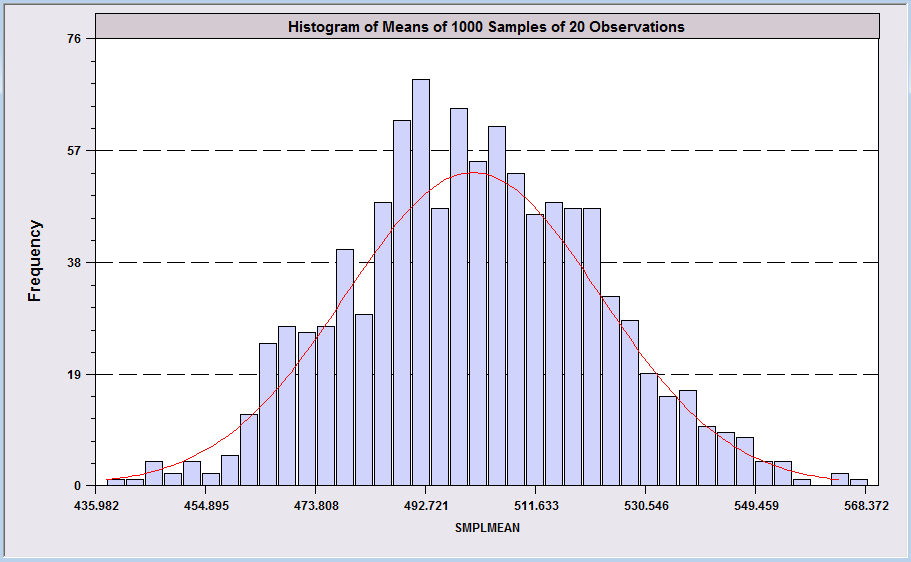 Histogram of Means of 1000 Samples of 20 Observations
76
57
38
19
0
Frequency
435.982 454.895 473.808 492.721 511.633 530.546 549.459 568.372
SMPLMEAN